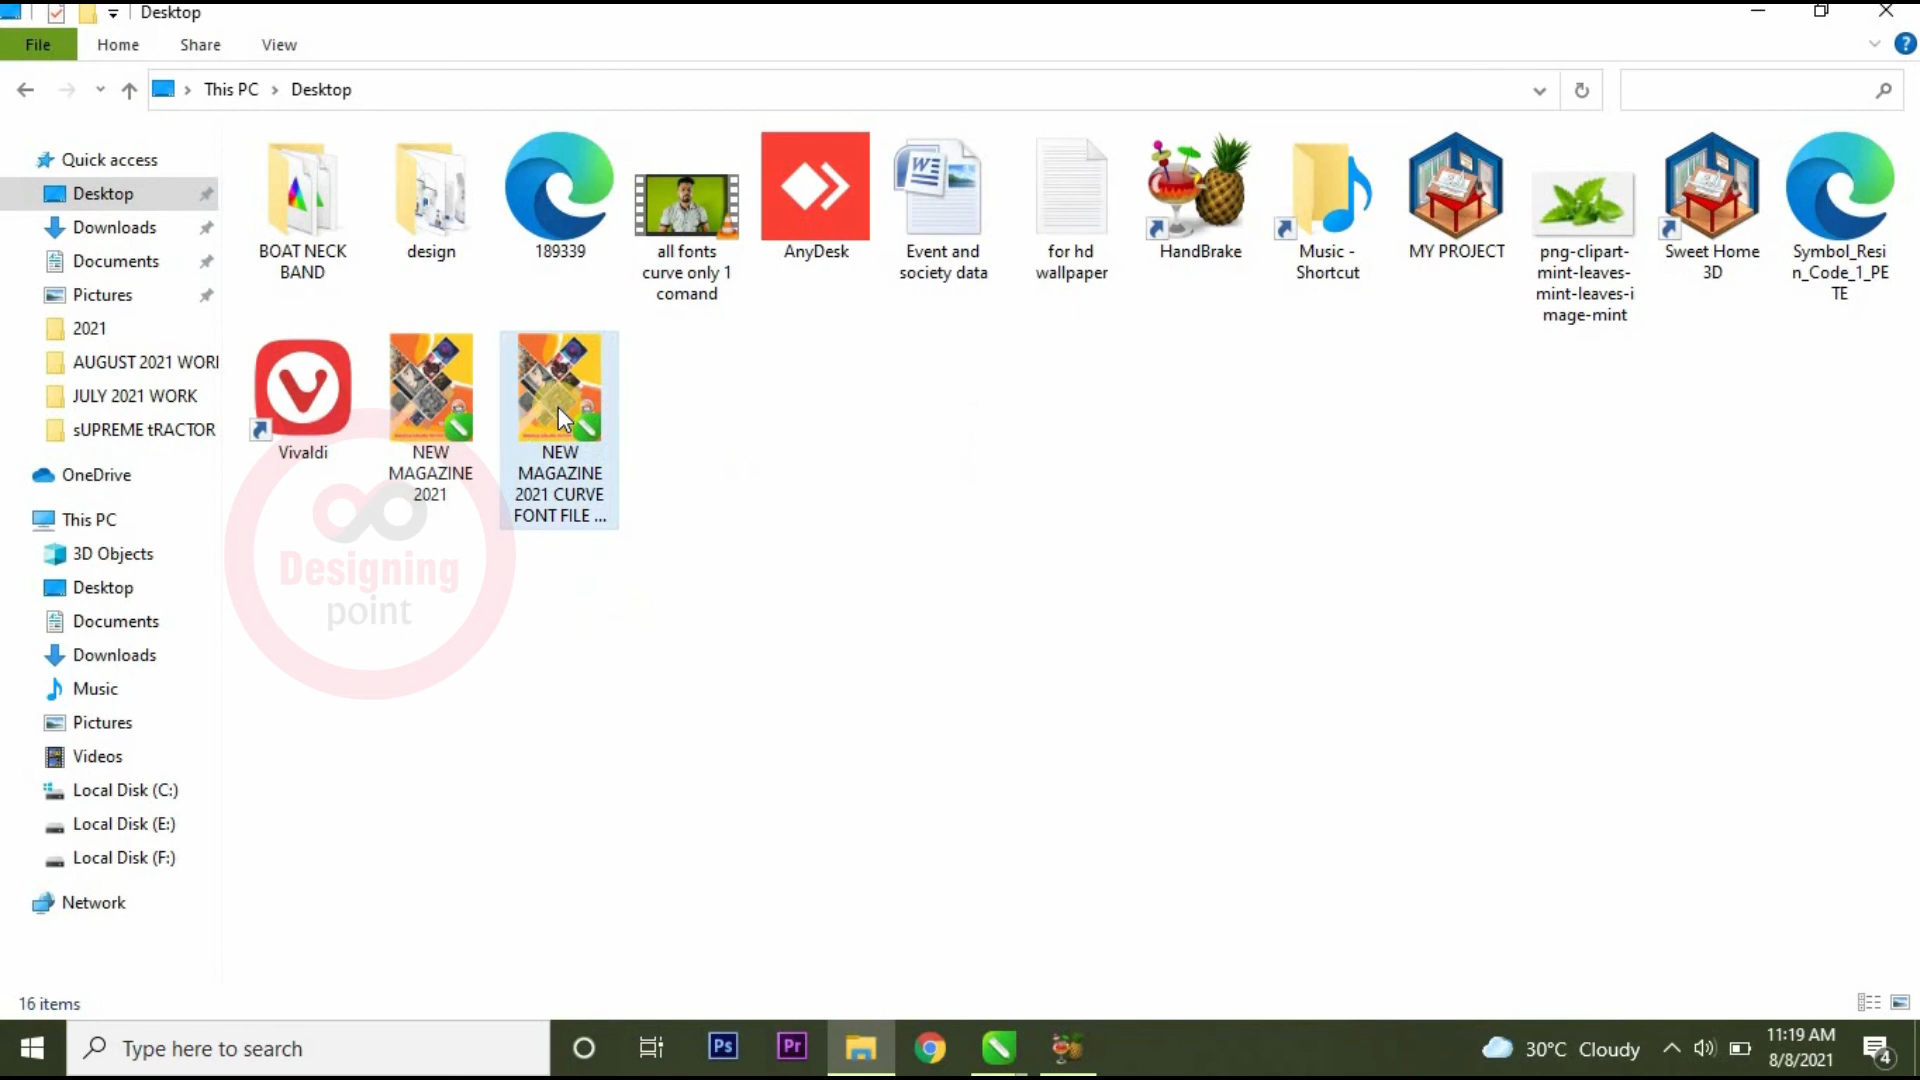 Desktop
File Home Share View
This PC > Desktop
Quick access
Desktop
Downloads
Documents
Pictures
2021
AUGUST 2021 WORI
JULY 2021 WORK
sUPREME tRACTOR
OneDrive
This PC
3D Objects
Desktop
Documents
Downloads
Music
Pictures
Videos
Local Disk (C:)
Local Disk (E:)
Local Disk (F:)
Network
BOAT NECK
BAND
design
189339
all fonts
curve only 1
comand
AnyDesk
Event and
society data
for hd
wallpaper
HandBrake
Music -
Shortcut
MY PROJECT
png-clipart-
mint-leaves-
mint-leaves-i
mage-mint
Sweet Home
3D
Symbol_Resi
n_Code_1_PE
TE
Vivaldi
NEW
MAGAZINE
2021
NEW
MAGAZINE
2021 CURVE
FONT FILE ...
Designing
point
16 items
Type here to search
Ps
Pr
30°C Cloudy
11:19 AM
8/8/2021
4